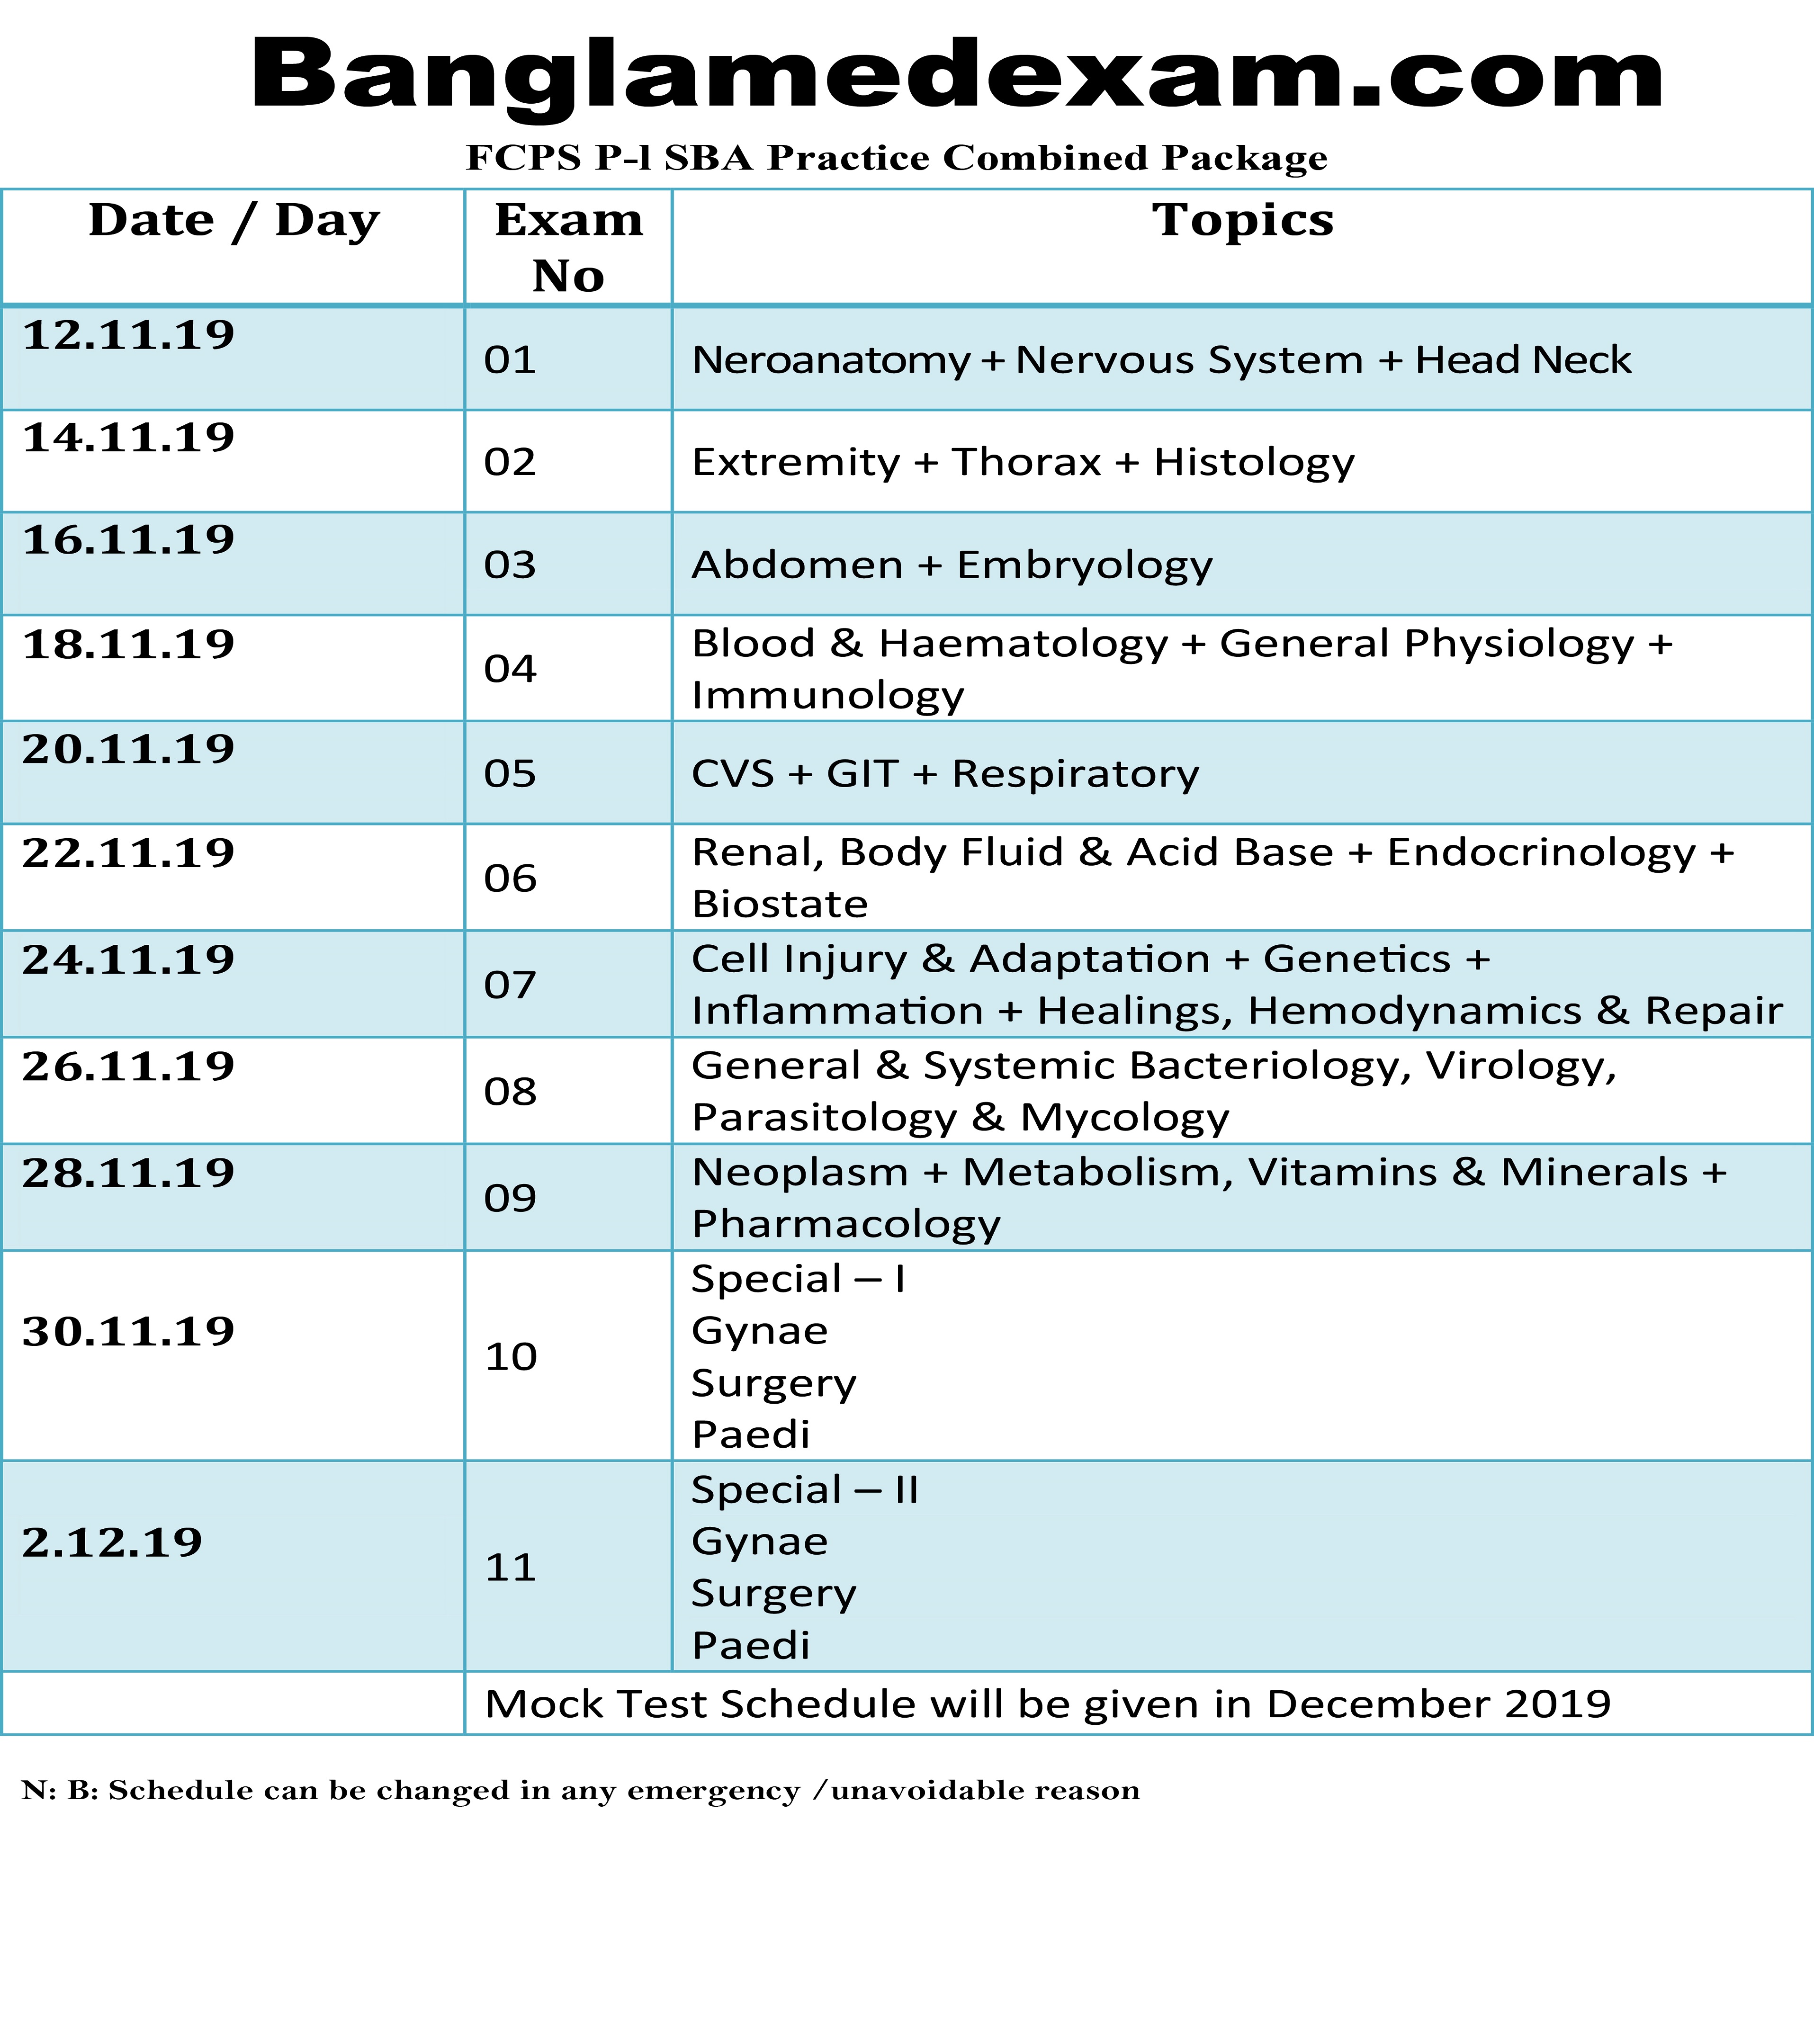 Banglamedexam.com
FCPS P-l SBA Practice Combined Package
Date / Day Exam No Topics
12.11.19 01 Neroanatomy + Nervous System + Head Neck
14.11.19 02 Extremity + Thorax + Histology
16.11.19 03 Abdomen + Embryology
18.11.19 04 Blood & Haematology + General Physiology +
Immunology
20.11.19 05 CVS + GIT + Respiratory
22.11.19 06 Renal, Body Fluid & Acid Base + Endocrinology +
Biostate
24.11.19 07 Cell Injury & Adaptation + Genetics +
Inflammation + Healings, Hemodynamics & Repair
26.11.19 08 General & Systemic Bacteriology, Virology,
Parasitology & Mycology
28.11.19 09 Neoplasm + Metabolism, Vitamins & Minerals +
Pharmacology
30.11.19 10 Special – I
Gynae
Surgery
Paedi
2.12.19 11 Special – II
Gynae
Surgery
Paedi
Mock Test Schedule will be given in December 2019
N: B: Schedule can be changed in any emergency /unavoidable reason